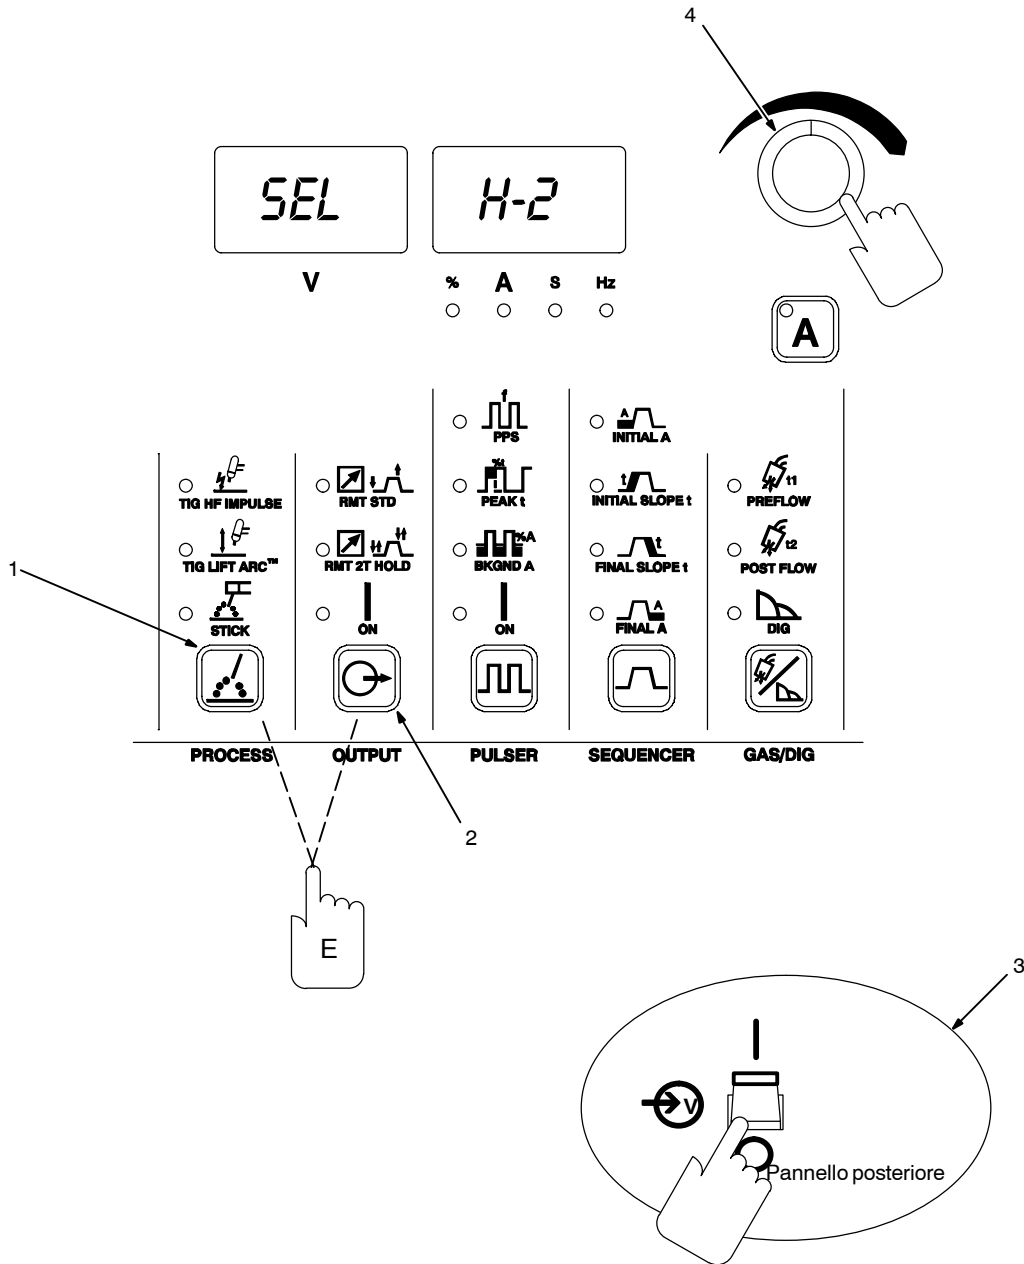 4
SEL H-2
V
% A S Hz
A
f
PPS
A
INITIAL A
TIG HF IMPULSE
RMT STD
%t
PEAK t
t
INITIAL SLOPE t
t1
PREFLOW
1
TIG LIFT ARC™
RMT 2T HOLD
%A
BKGND A
t
FINAL SLOPE t
t2
POST FLOW
STICK
ON
ON
A
FINAL A
DIG
PROCESS OUTPUT PULSER SEQUENCER GAS/DIG
2
E
3
V
Pannello posteriore